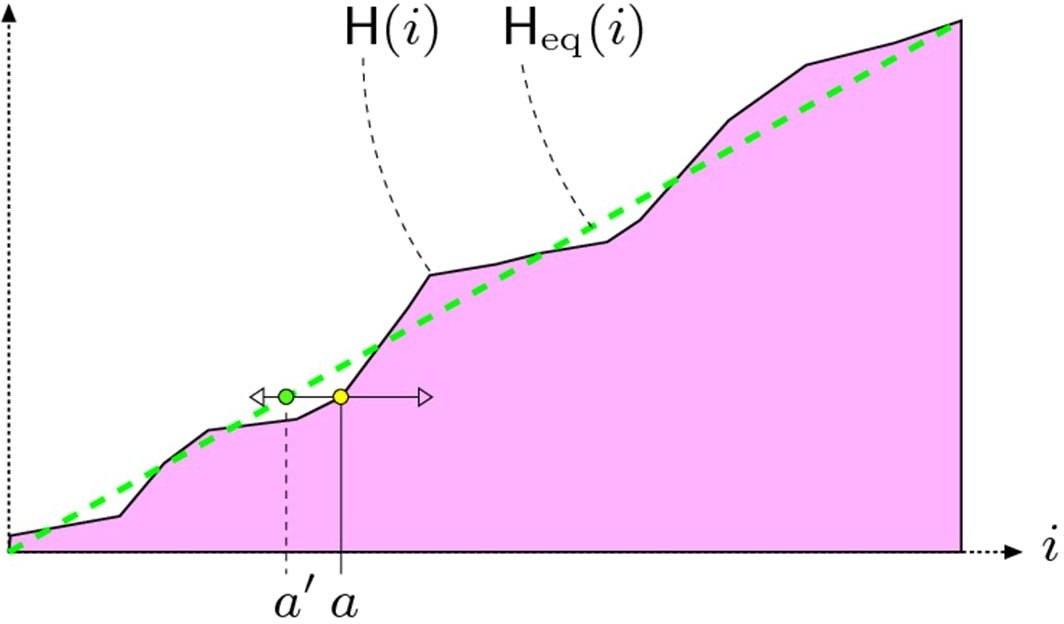 H(i) H_eq(i)
i
a′ a